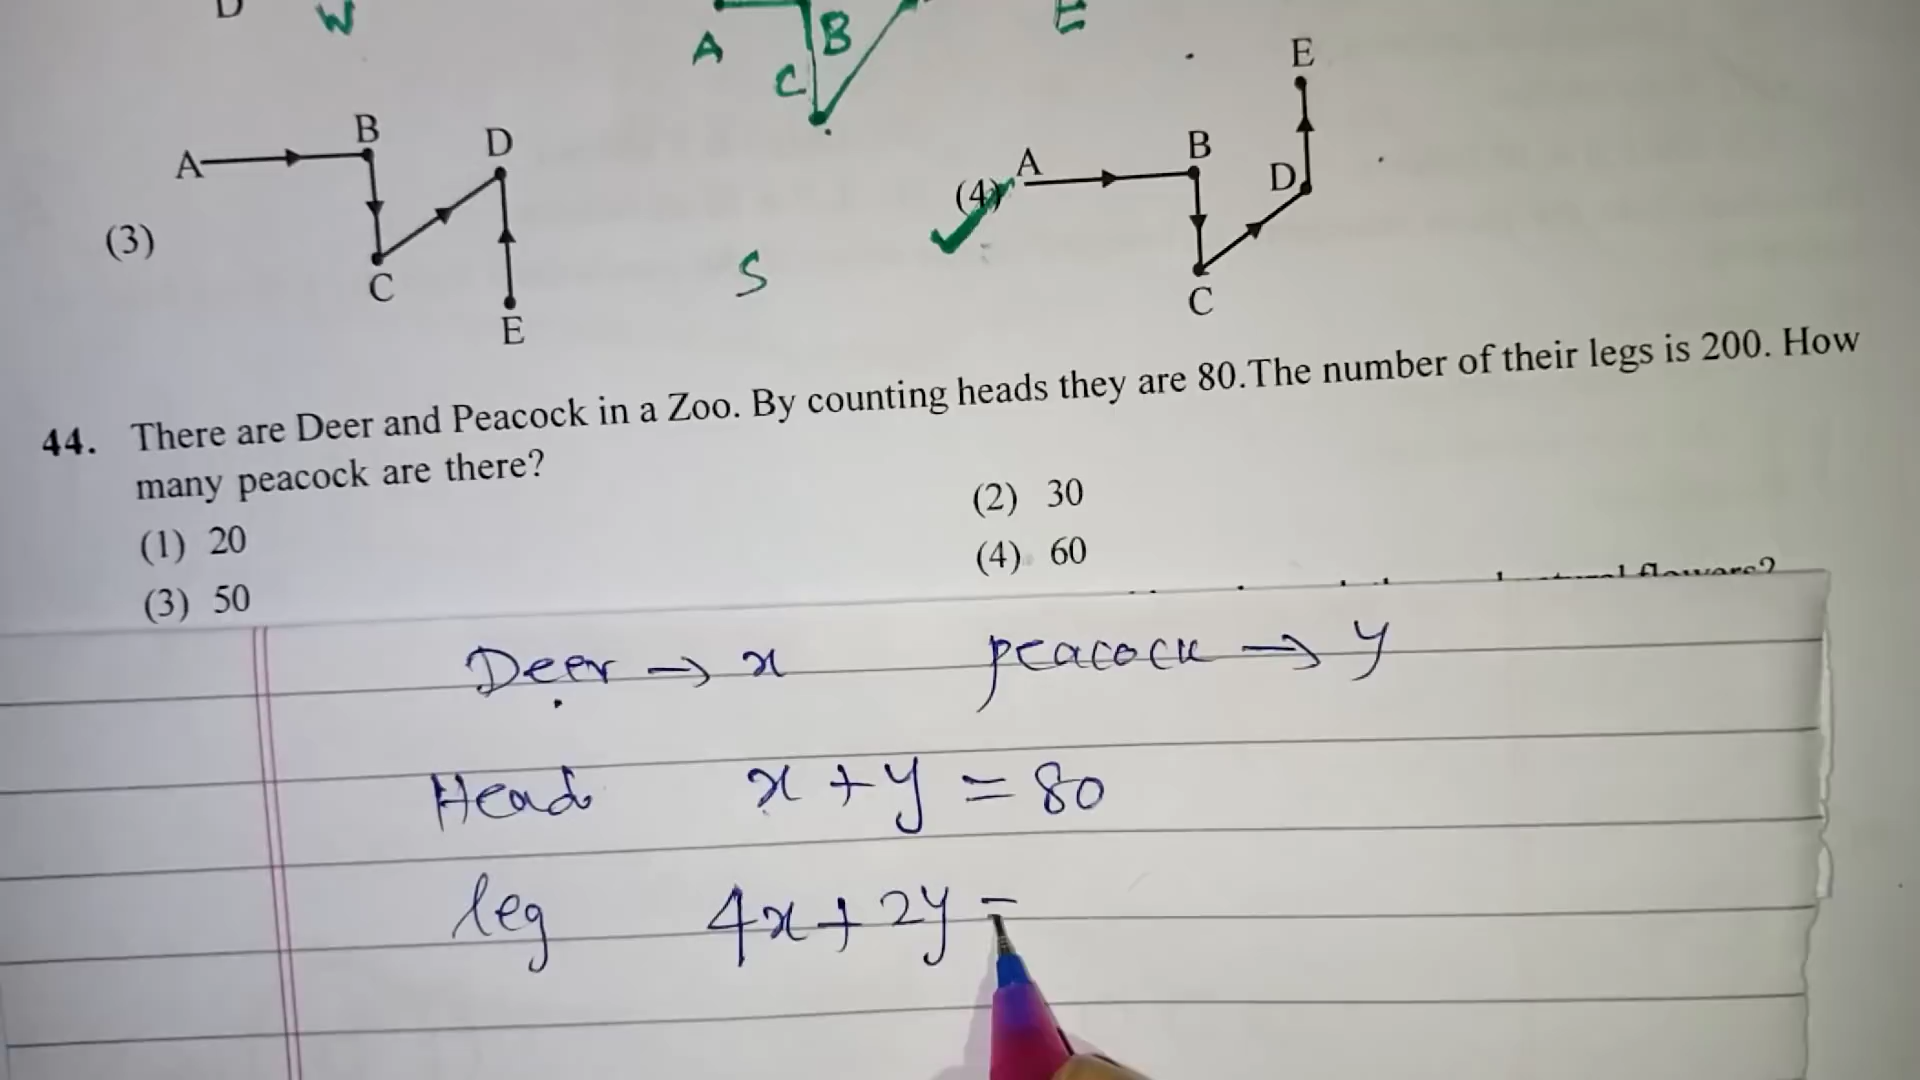 D
W
A
B
C
E
E
B
D
A
B
(4)
A
D
(3)
C
S
C
E
44. There are Deer and Peacock in a Zoo. By counting heads they are 80.The number of their legs is 200. How
many peacock are there?
(1) 20
(2) 30
(3) 50
(4) 60
flowers?
Deer → x peacock → y
Head x + y = 80
leg 4x + 2y =